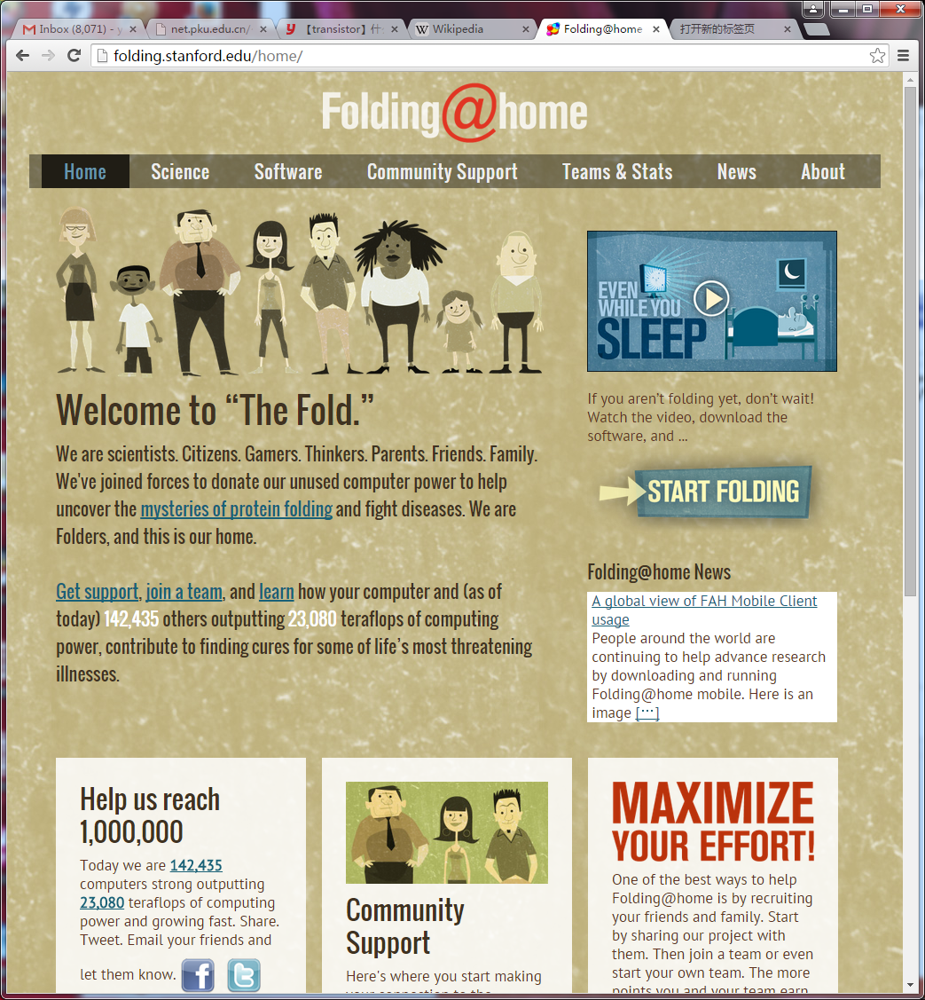 Inbox (8,071) - y
net.pku.edu.cn/
【transistor】什
Wikipedia
Folding@home
打开新的标签页
folding.stanford.edu/home/
Folding@home
Home Science Software Community Support Teams & Stats News About
EVEN
WHILE YOU
SLEEP
Welcome to “The Fold.”
We are scientists. Citizens. Gamers. Thinkers. Parents. Friends. Family.
We've joined forces to donate our unused computer power to help
uncover the mysteries of protein folding and fight diseases. We are
Folders, and this is our home.
Get support, join a team, and learn how your computer and (as of
today) 142,435 others outputting 23,080 teraflops of computing
power, contribute to finding cures for some of life’s most threatening
illnesses.
If you aren’t folding yet, don’t wait!
Watch the video, download the
software, and ...
START FOLDING
Folding@home News
A global view of FAH Mobile Client
usage
People around the world are
continuing to help advance research
by downloading and running
Folding@home mobile. Here is an
image […]
Help us reach
1,000,000
Today we are 142,435
computers strong outputting
23,080 teraflops of computing
power and growing fast. Share.
Tweet. Email your friends and
let them know.
Community
Support
Here's where you start making
your connection to the
MAXIMIZE
YOUR EFFORT!
One of the best ways to help
Folding@home is by recruiting
your friends and family. Start
by sharing our project with
them. Then join a team or even
start your own team. The more
points you and your team earn